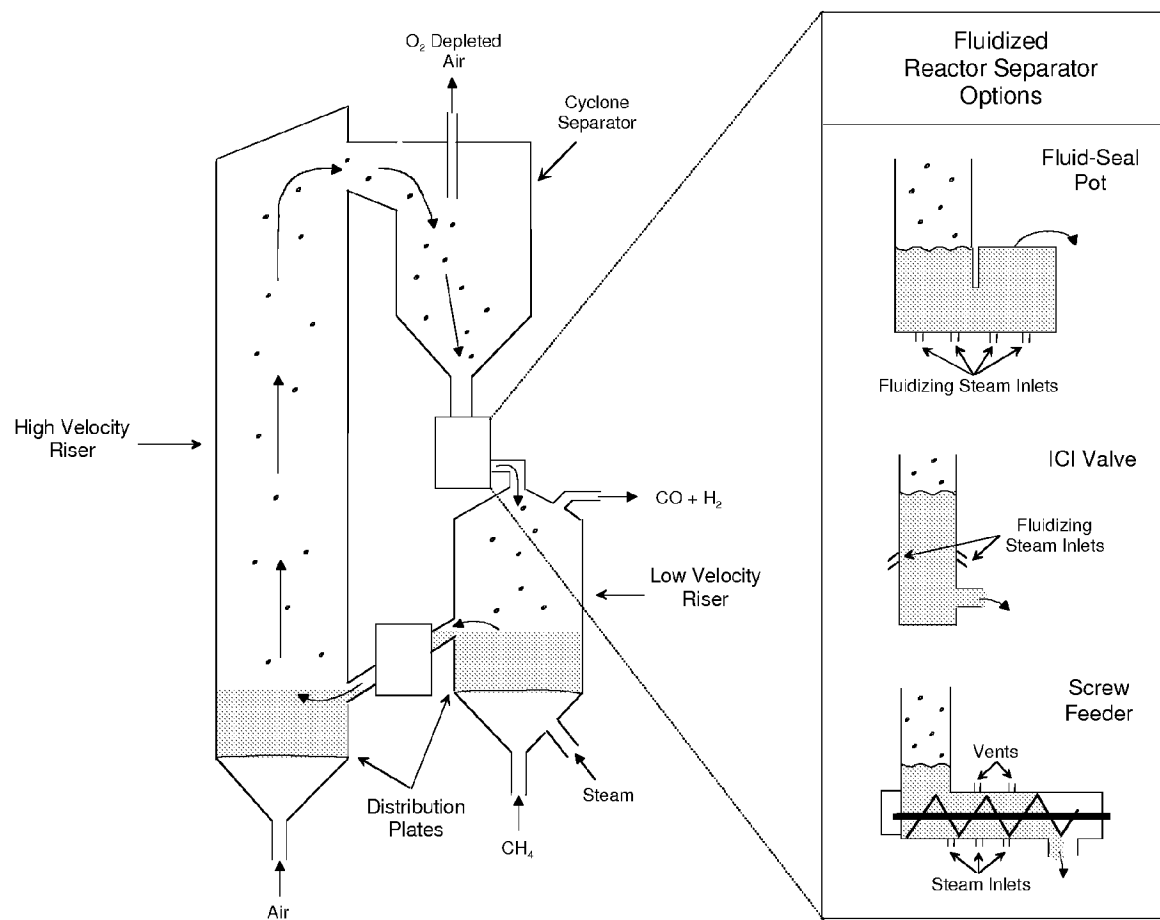 O₂ Depleted
Air
Cyclone
Separator
High Velocity
Riser
CO + H₂
Low Velocity
Riser
Distribution
Plates
Steam
CH₄
Air
Fluidized
Reactor Separator
Options
Fluid-Seal
Pot
Fluidizing Steam Inlets
ICI Valve
Fluidizing
Steam Inlets
Screw
Feeder
Vents
Steam Inlets